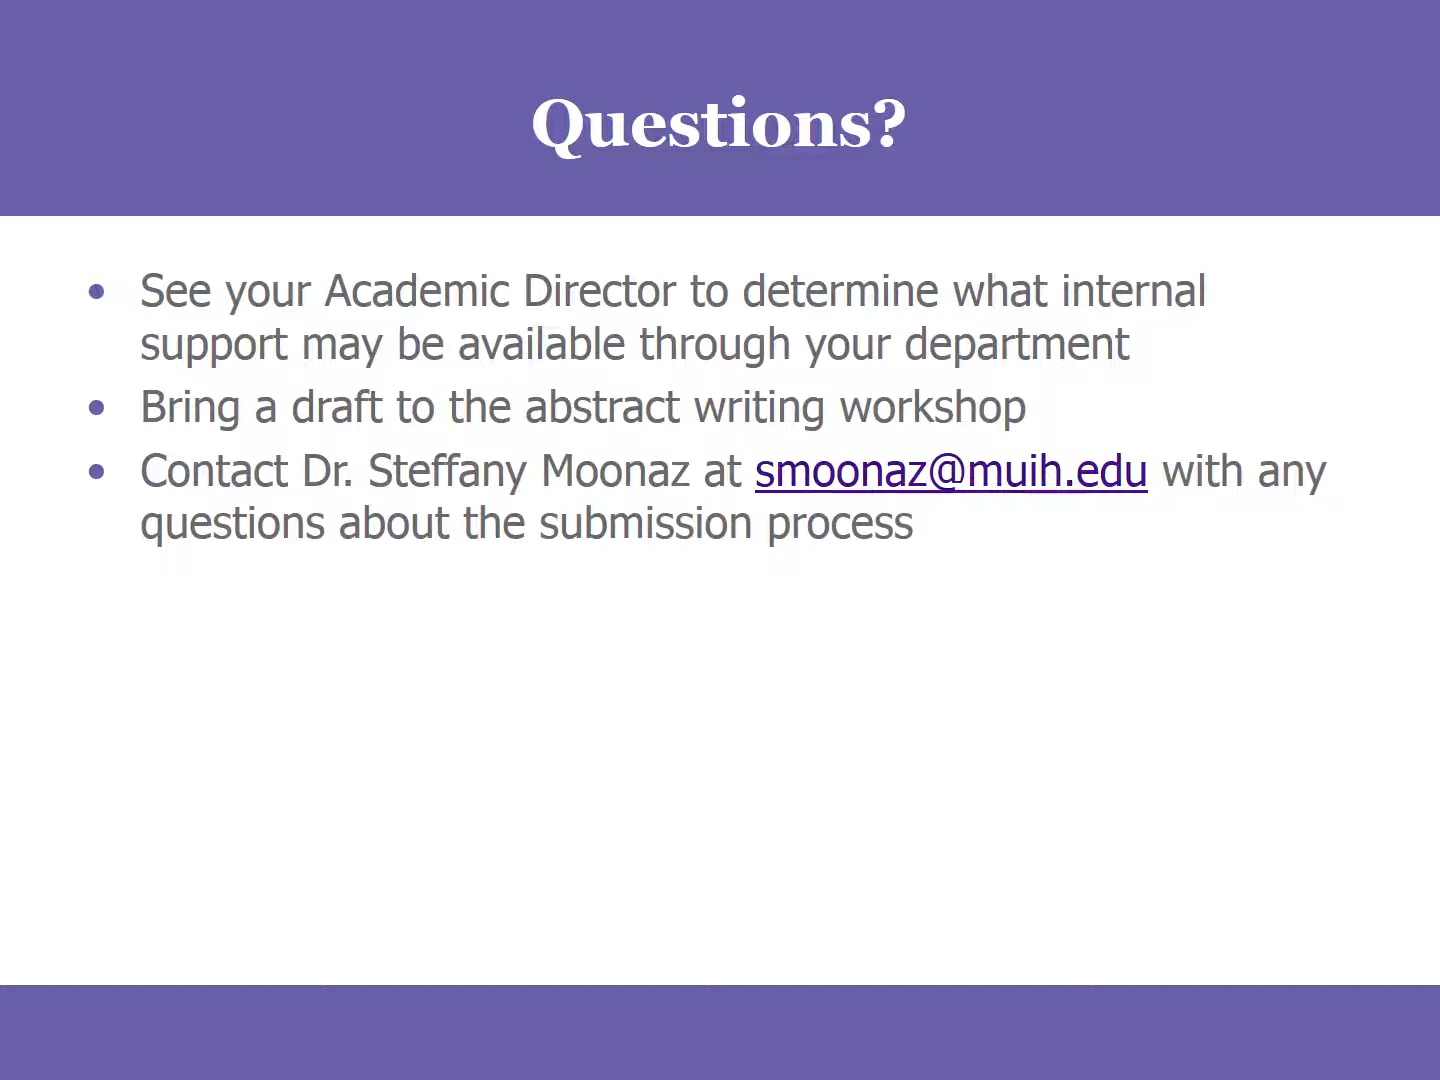 Questions?
• See your Academic Director to determine what internal
support may be available through your department
• Bring a draft to the abstract writing workshop
• Contact Dr. Steffany Moonaz at smoonaz@muih.edu with any
questions about the submission process